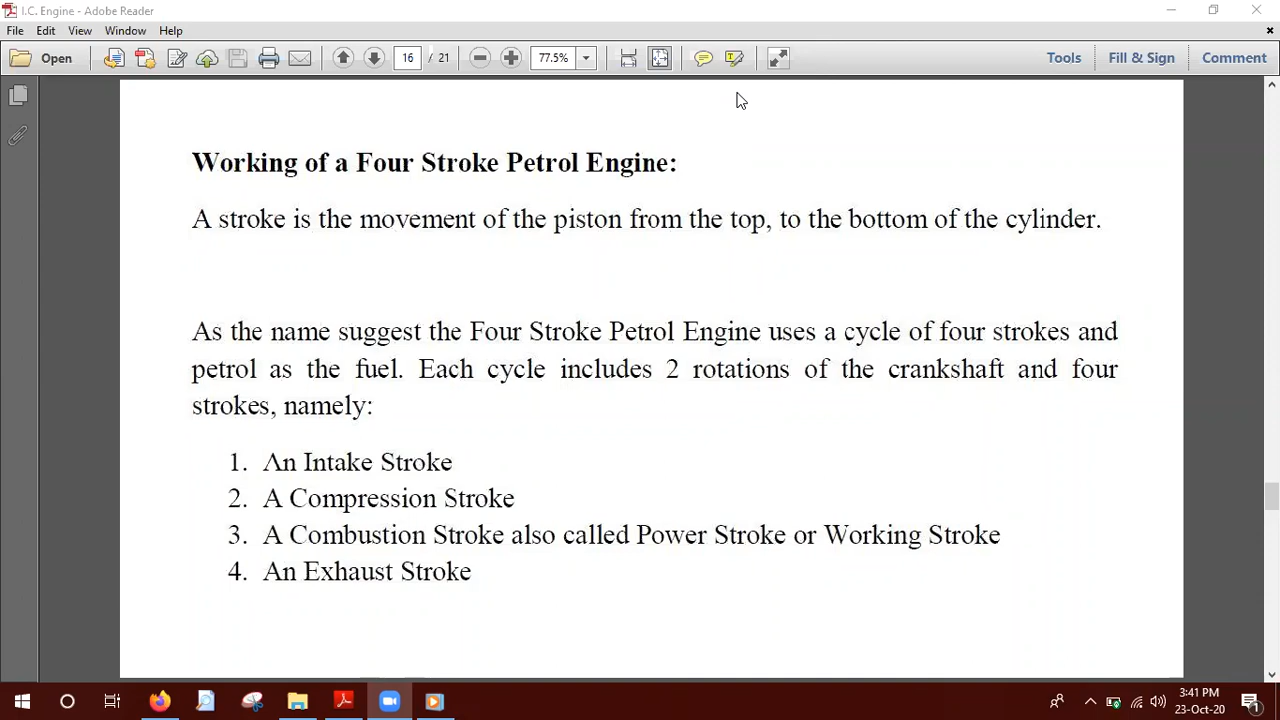 I.C. Engine - Adobe Reader
File Edit View Window Help
Open 16 / 21 77.5% Tools Fill & Sign Comment
Working of a Four Stroke Petrol Engine:
A stroke is the movement of the piston from the top, to the bottom of the cylinder.
As the name suggest the Four Stroke Petrol Engine uses a cycle of four strokes and
petrol as the fuel. Each cycle includes 2 rotations of the crankshaft and four
strokes, namely:
1. An Intake Stroke
2. A Compression Stroke
3. A Combustion Stroke also called Power Stroke or Working Stroke
4. An Exhaust Stroke
3:41 PM
23-Oct-20
1